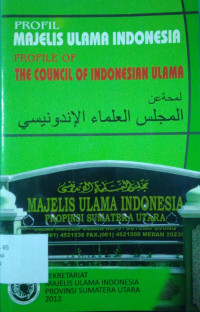 PROFIL
MAJELIS ULAMA INDONESIA
PROFILE OF
THE COUNCIL OF INDONESIAN ULAMA
لمحة عن
المجلس العلماء الإندونيسي
MAJELIS ULAMA INDONESIA
PROPINSI SUMATERA UTARA
MEDAN
SEKRETARIAT
MAJELIS ULAMA INDONESIA
PROVINSI SUMATERA UTARA
2012